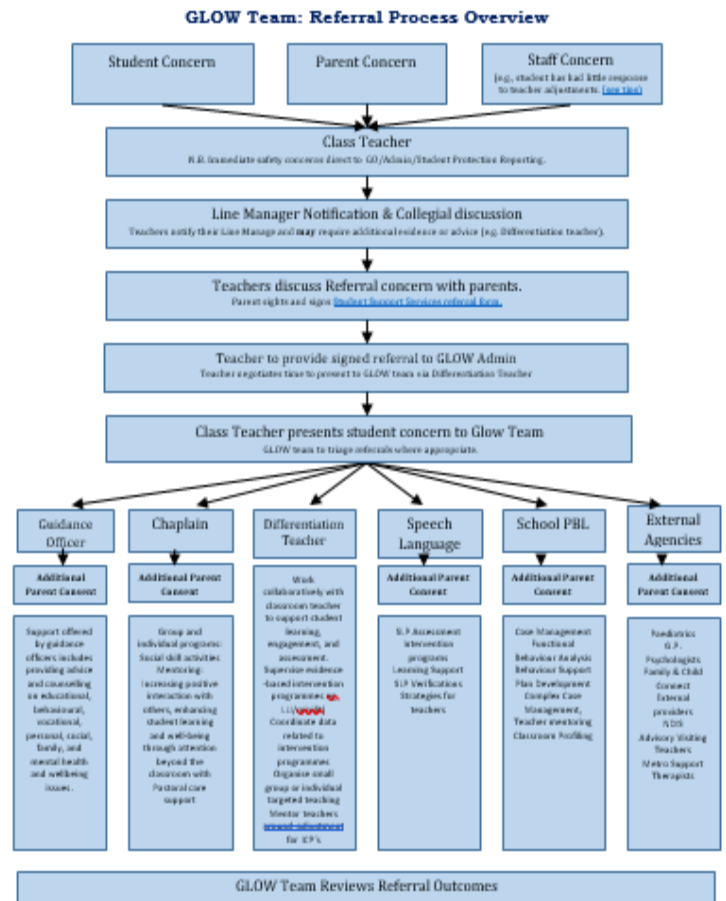 GLOW Team: Referral Process Overview
Student Concern
Parent Concern
Staff Concern
(e.g., student has had little response
to teacher adjustments. (see tips)
Class Teacher
N.B. Immediate safety concerns direct to GO/Admin/Student Protection Reporting.
Line Manager Notification & Collegial discussion
Teachers notify their Line Manage and may require additional evidence or advice (e.g. Differentiation teacher).
Teachers discuss Referral concern with parents.
Parent sights and signs Student Support Services referral form.
Teacher to provide signed referral to GLOW Admin
Teacher negotiates time to present to GLOW team via Differentiation Teacher
Class Teacher presents student concern to Glow Team
GLOW team to triage referrals where appropriate.
Guidance
Officer
Additional
Parent Consent
Support offered
by guidance
officers includes
providing advice
and counselling
on educational,
behavioural,
vocational,
personal, social,
family, and
mental health
and wellbeing
issues.
Chaplain
Additional Parent
Consent
Group and
individual programs:
Social skill activities
Mentoring:
Increasing positive
interaction with
others, enhancing
student learning
and well-being
through attention
beyond the
classroom with
Pastoral care
support
Differentiation
Teacher
Work
collaboratively with
classroom teacher
to support student
learning,
engagement, and
assessment.
Supervise evidence
-based intervention
programmes
Coordinate data
related to
intervention
programmes
Organise small
group or individual
targeted teaching
Mentor teachers
for ICP's
Speech
Language
Additional Parent
Consent
SLP Assessment
intervention
programs
Learning Support
SLP Verifications
Strategies for
teachers
School PBL
Additional Parent
Consent
Case Management
Functional
Behaviour Analysis
Behaviour Support
Plan Development
Complex Case
Management,
Teacher mentoring
Classroom Profiling
External
Agencies
Additional
Parent Consent
Paediatrics
G.P.
Psychologists
Family & Child
Connect
External
providers
NDIS
Advisory Visiting
Teachers
Metro Support
Therapists
GLOW Team Reviews Referral Outcomes